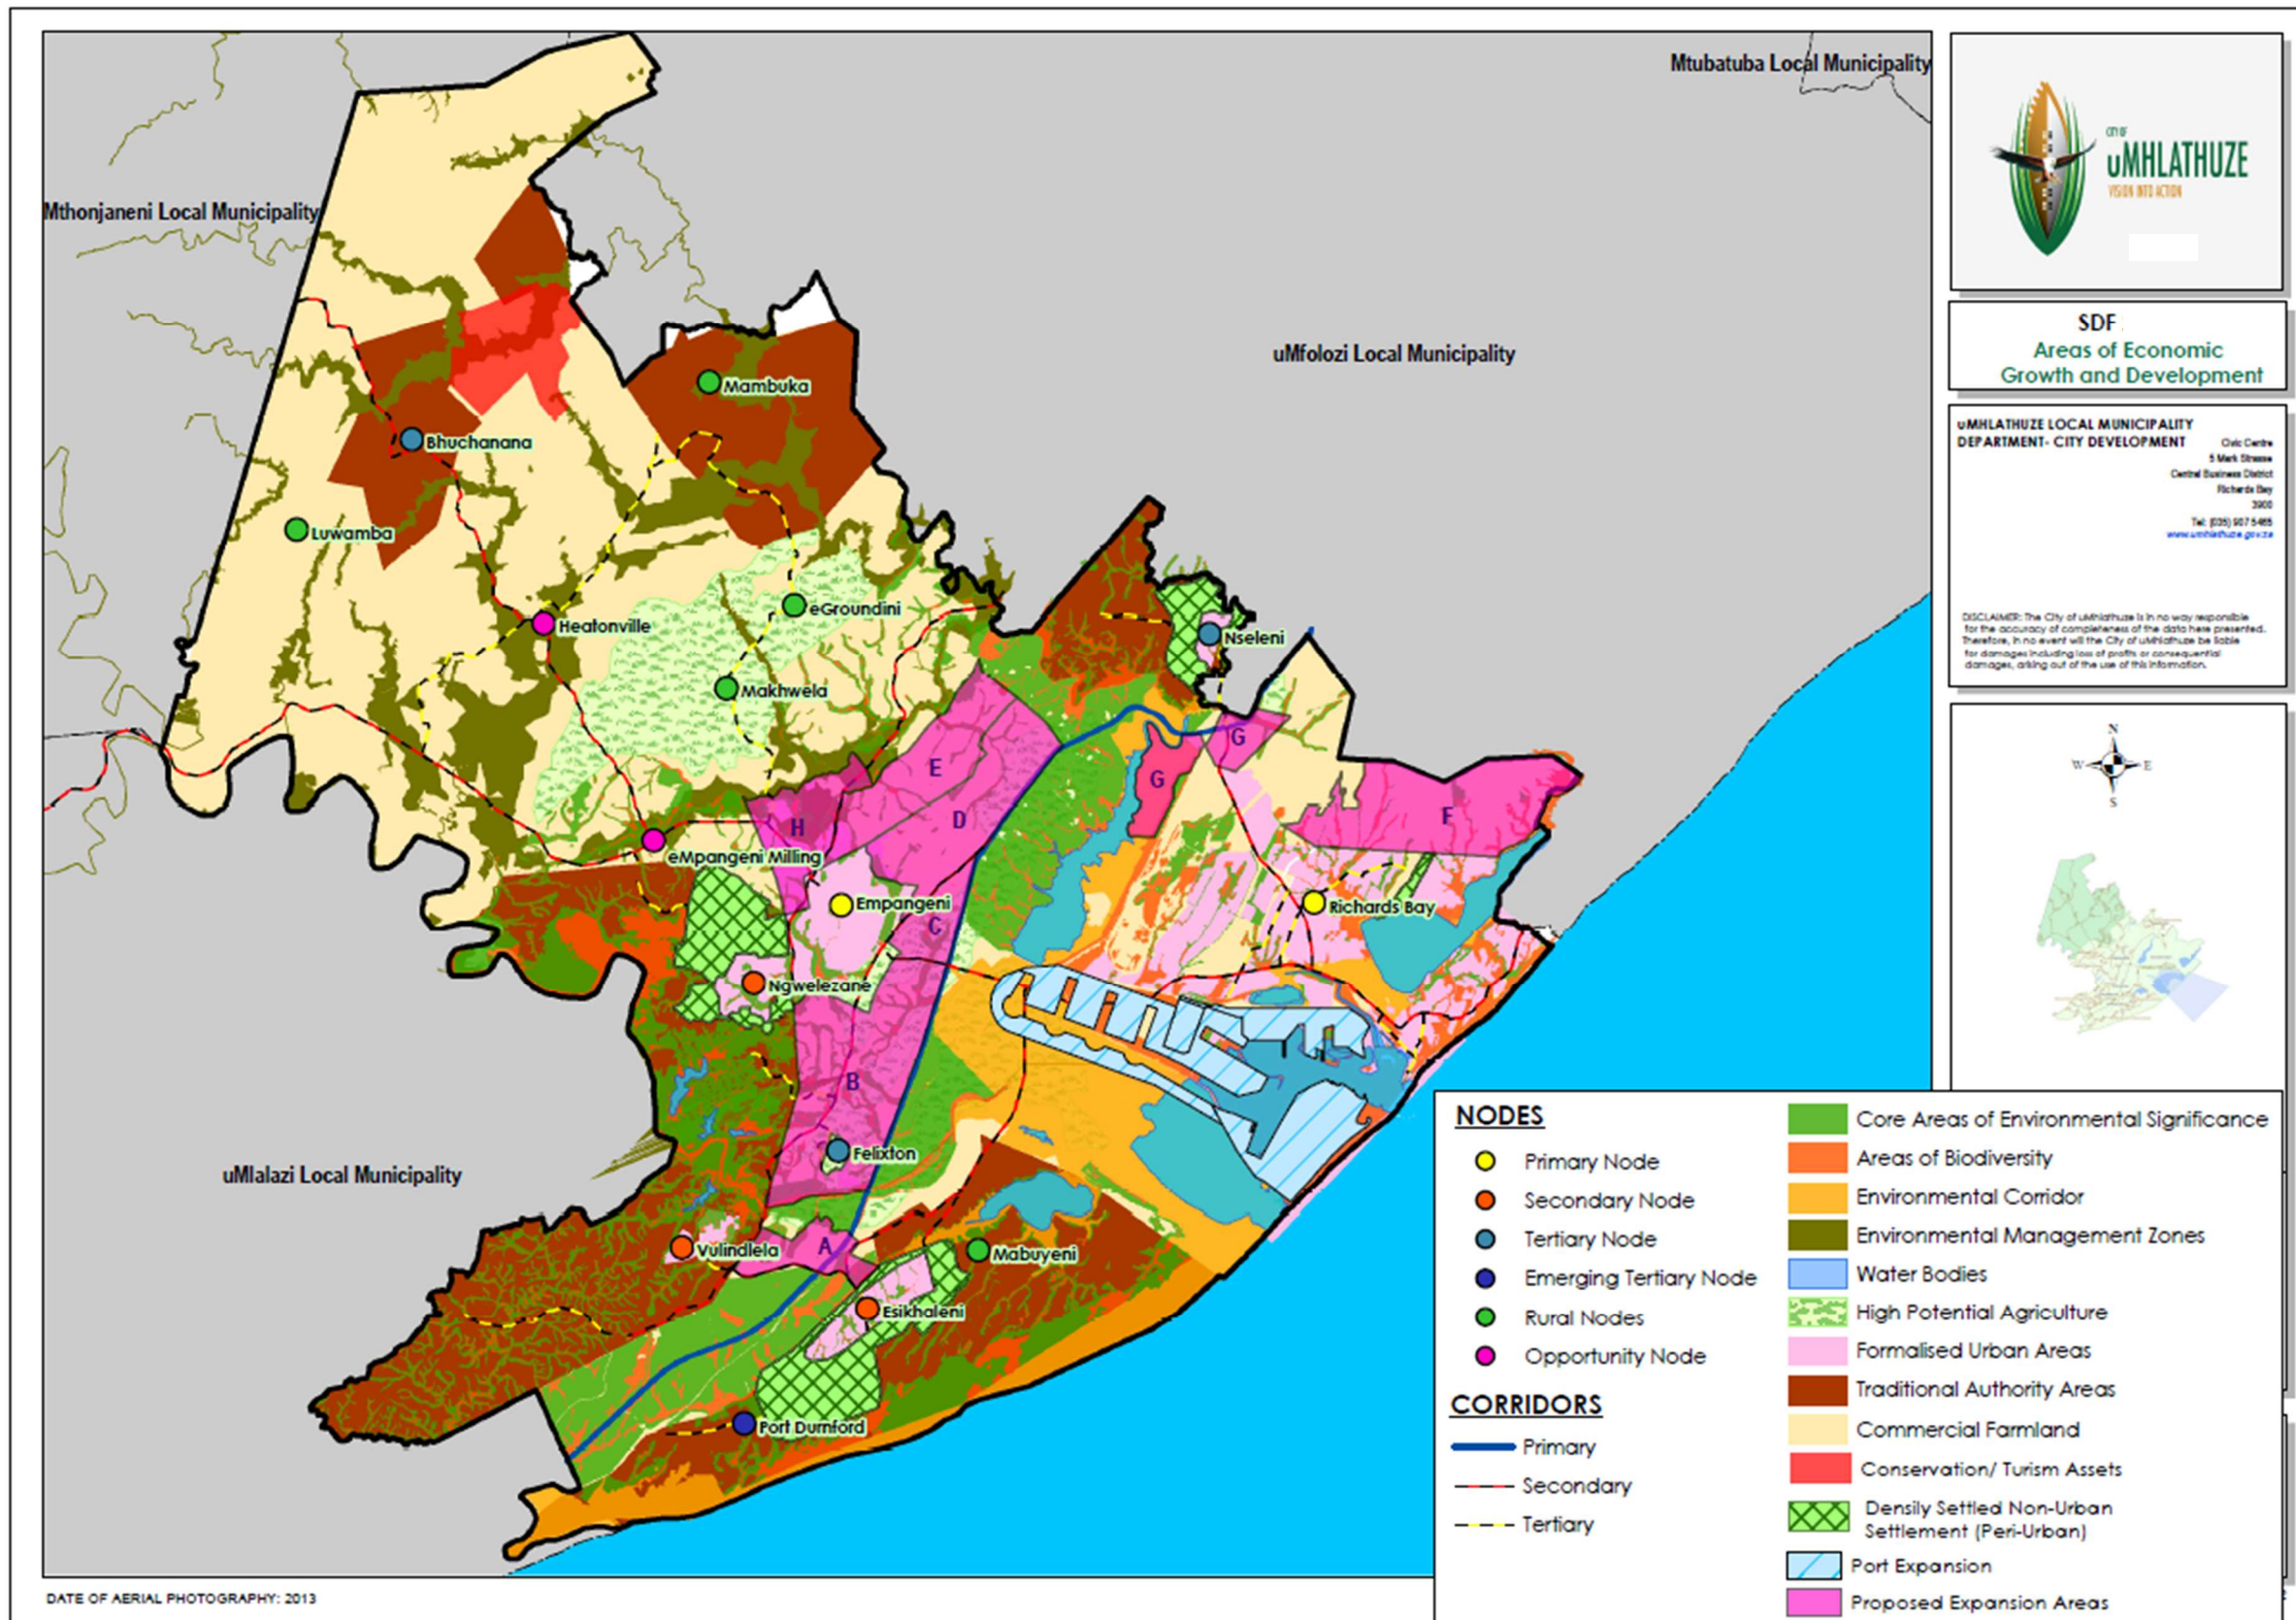 Mtubatuba Local Municipality
Mthonjaneni Local Municipality
uMfolozi Local Municipality
uMlalazi Local Municipality
Mambuka
Bhuchanana
Luwamba
eGroundini
Heatonville
Nseleni
Makhwela
G
E
G
D
F
H
eMpangeni Milling
Empangeni
Richards Bay
C
Ngwelezane
B
Felixton
A
Vulindlela
Mabuyeni
Esikhaleni
Port Durnford
CITY OF
uMHLATHUZE
VISION INTO ACTION
SDF
Areas of Economic
Growth and Development
uMHLATHUZE LOCAL MUNICIPALITY
DEPARTMENT- CITY DEVELOPMENT
Civic Centre
5 Mark Strasse
Central Business District
Richards Bay
3900
Tel: (035) 907 5465
www.umhlathuze.gov.za
DISCLAIMER: The City of uMhlathuze is in no way responsible
for the accuracy of completeness of the data here presented.
Therefore, in no event will the City of uMhlathuze be liable
for damages including loss of profits or consequential
damages, arising out of the use of this information.
N
W E
S
NODES
Primary Node
Secondary Node
Tertiary Node
Emerging Tertiary Node
Rural Nodes
Opportunity Node
CORRIDORS
Primary
Secondary
Tertiary
Core Areas of Environmental Significance
Areas of Biodiversity
Environmental Corridor
Environmental Management Zones
Water Bodies
High Potential Agriculture
Formalised Urban Areas
Traditional Authority Areas
Commercial Farmland
Conservation/ Turism Assets
Densily Settled Non-Urban
Settlement (Peri-Urban)
Port Expansion
Proposed Expansion Areas
DATE OF AERIAL PHOTOGRAPHY: 2013